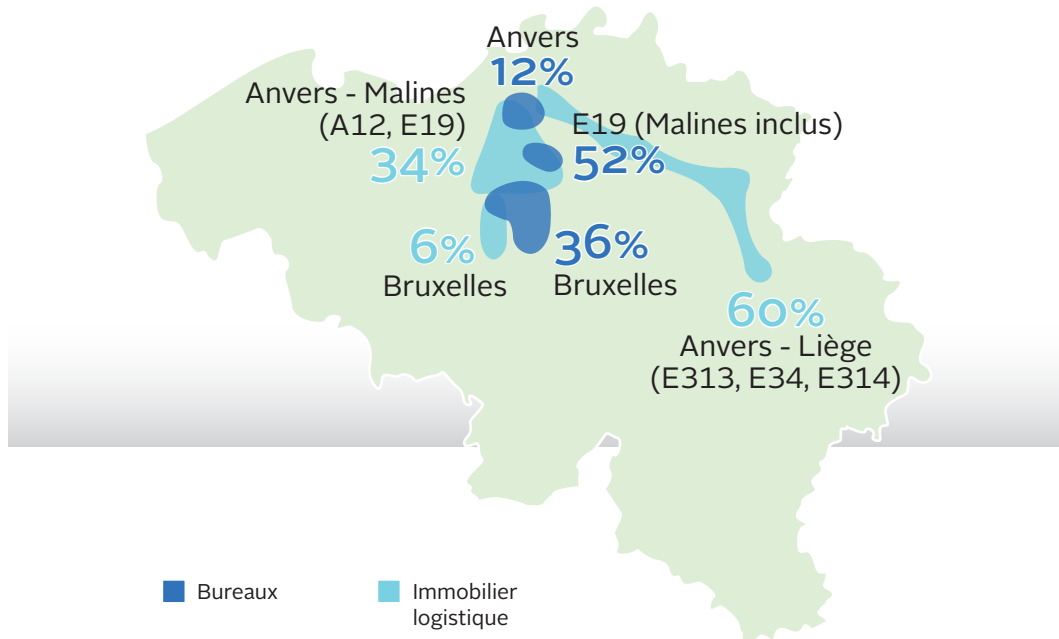 Anvers
12%
Anvers - Malines
(A12, E19)
34%
E19 (Malines inclus)
52%
6%
Bruxelles
36%
Bruxelles
60%
Anvers - Liège
(E313, E34, E314)
Bureaux
Immobilier
logistique